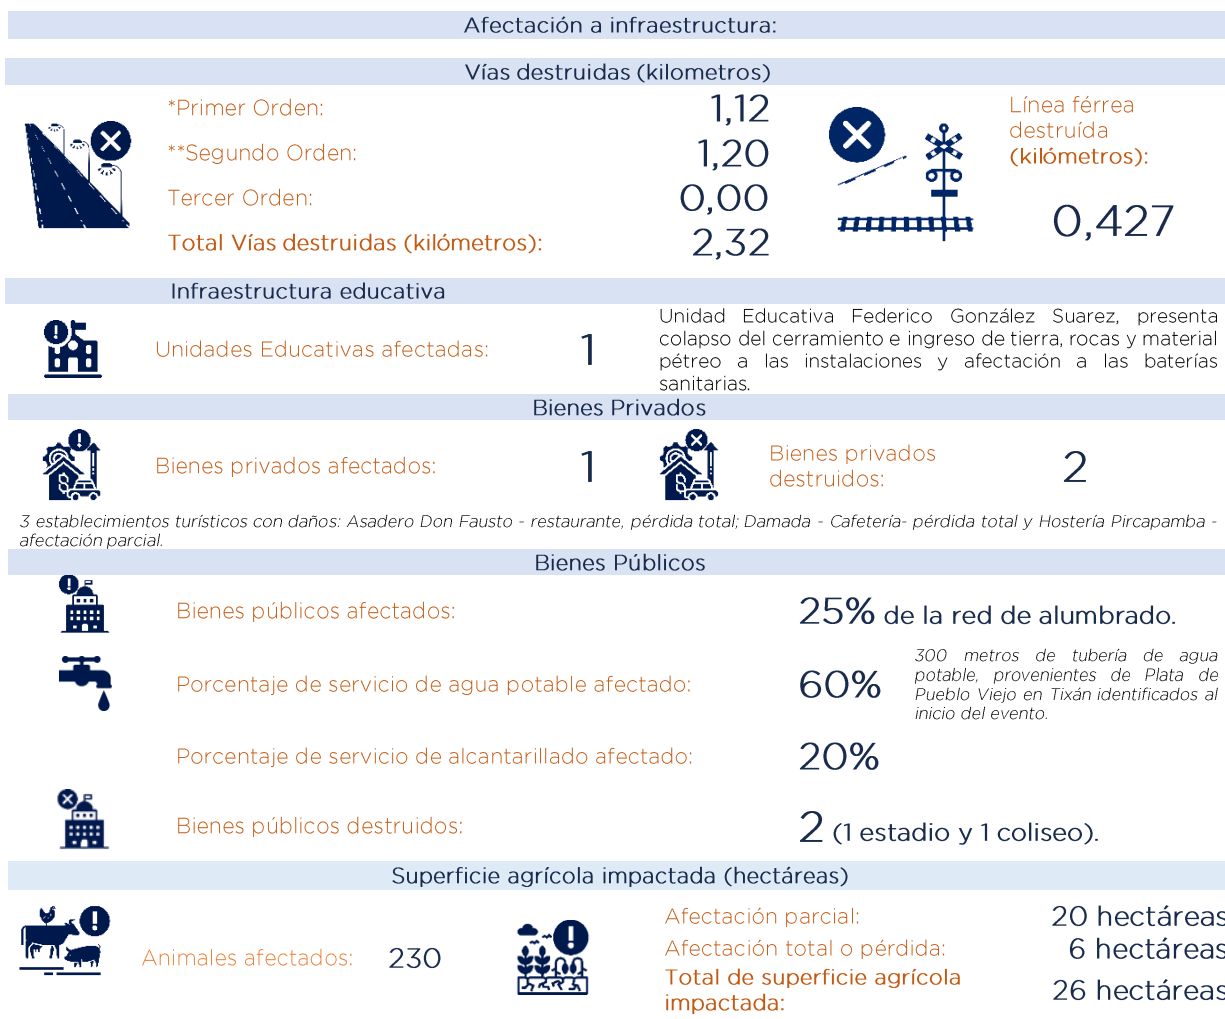 Afectación a infraestructura:
Vías destruidas (kilometros)
*Primer Orden: 1,12
**Segundo Orden: 1,20
Tercer Orden: 0,00
Total Vías destruidas (kilómetros): 2,32
Línea férrea
destruída
(kilómetros):
0,427
Infraestructura educativa
Unidades Educativas afectadas: 1
Unidad Educativa Federico González Suarez, presenta
colapso del cerramiento e ingreso de tierra, rocas y material
pétreo a las instalaciones y afectación a las baterías
sanitarias.
Bienes Privados
Bienes privados afectados: 1
Bienes privados
destruidos:
2
3 establecimientos turísticos con daños: Asadero Don Fausto - restaurante, pérdida total; Damada - Cafetería- pérdida total y Hostería Pircapamba -
afectación parcial.
Bienes Públicos
Bienes públicos afectados: 25% de la red de alumbrado.
Porcentaje de servicio de agua potable afectado: 60%
300 metros de tubería de agua
potable, provenientes de Plata de
Pueblo Viejo en Tixán identificados al
inicio del evento.
Porcentaje de servicio de alcantarillado afectado: 20%
Bienes públicos destruidos: 2 (1 estadio y 1 coliseo).
Superficie agrícola impactada (hectáreas)
Animales afectados: 230
Afectación parcial: 20 hectáreas
Afectación total o pérdida: 6 hectáreas
Total de superficie agrícola
impactada:
26 hectáreas